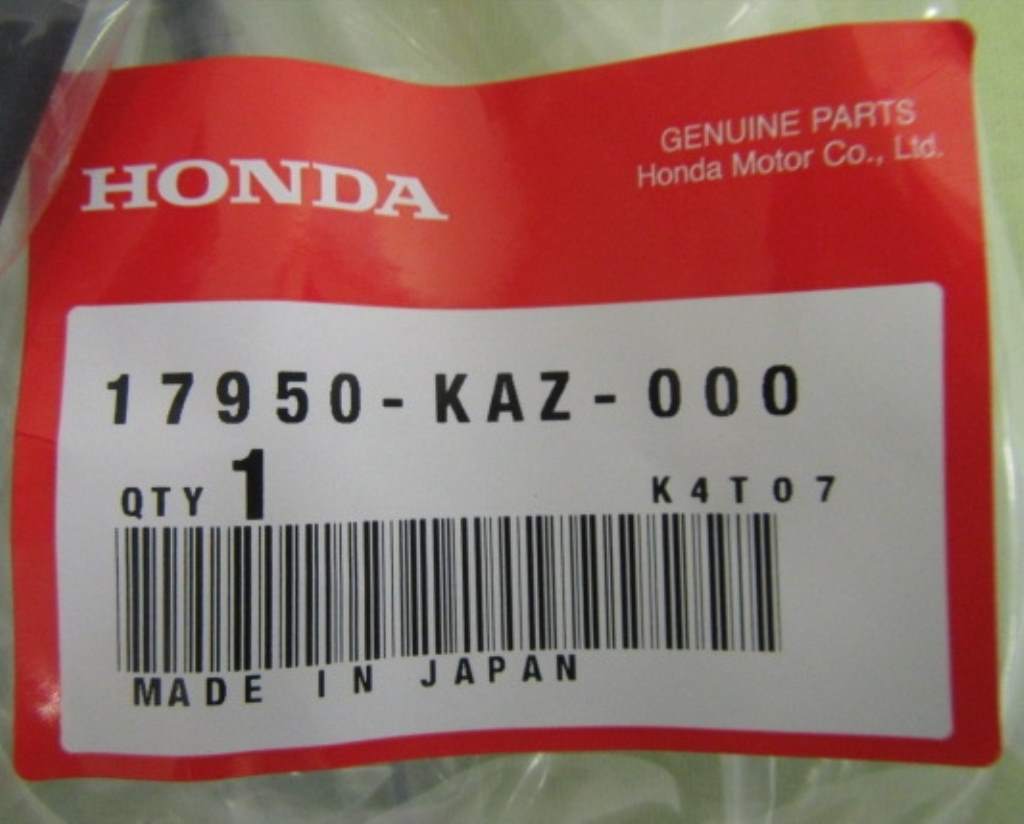 HONDA
GENUINE PARTS
Honda Motor Co., Ltd.
17950-KAZ-000
QTY 1
K4T07
MADE IN JAPAN